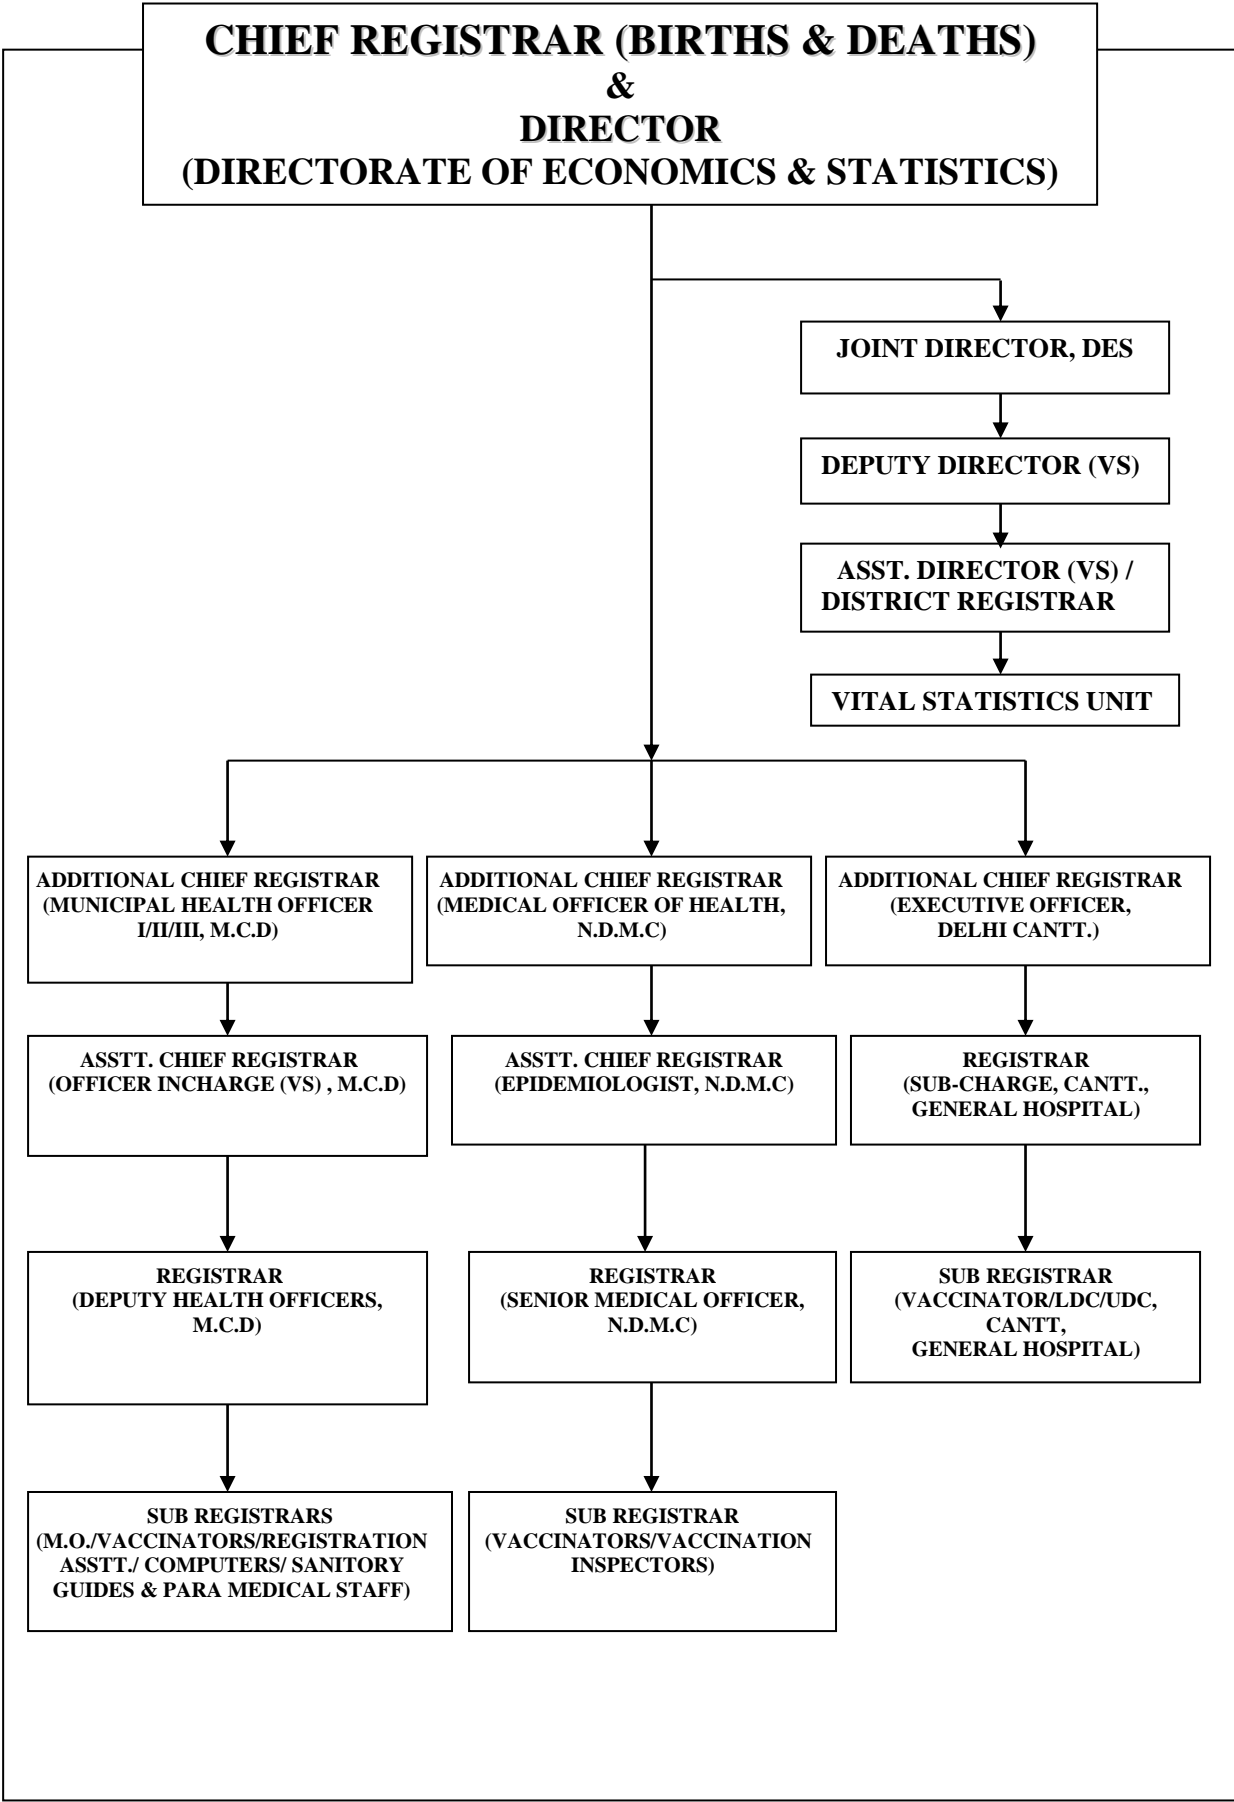 CHIEF REGISTRAR (BIRTHS & DEATHS)
&
DIRECTOR
(DIRECTORATE OF ECONOMICS & STATISTICS)
JOINT DIRECTOR, DES
DEPUTY DIRECTOR (VS)
ASST. DIRECTOR (VS) /
DISTRICT REGISTRAR
VITAL STATISTICS UNIT
ADDITIONAL CHIEF REGISTRAR
(MUNICIPAL HEALTH OFFICER
I/II/III, M.C.D)
ADDITIONAL CHIEF REGISTRAR
(MEDICAL OFFICER OF HEALTH,
N.D.M.C)
ADDITIONAL CHIEF REGISTRAR
(EXECUTIVE OFFICER,
DELHI CANTT.)
ASSTT. CHIEF REGISTRAR
(OFFICER INCHARGE (VS) , M.C.D)
ASSTT. CHIEF REGISTRAR
(EPIDEMIOLOGIST, N.D.M.C)
REGISTRAR
(SUB-CHARGE, CANTT.,
GENERAL HOSPITAL)
REGISTRAR
(DEPUTY HEALTH OFFICERS,
M.C.D)
REGISTRAR
(SENIOR MEDICAL OFFICER,
N.D.M.C)
SUB REGISTRAR
(VACCINATOR/LDC/UDC,
CANTT,
GENERAL HOSPITAL)
SUB REGISTRARS
(M.O./VACCINATORS/REGISTRATION
ASSTT./ COMPUTERS/ SANITORY
GUIDES & PARA MEDICAL STAFF)
SUB REGISTRAR
(VACCINATORS/VACCINATION
INSPECTORS)